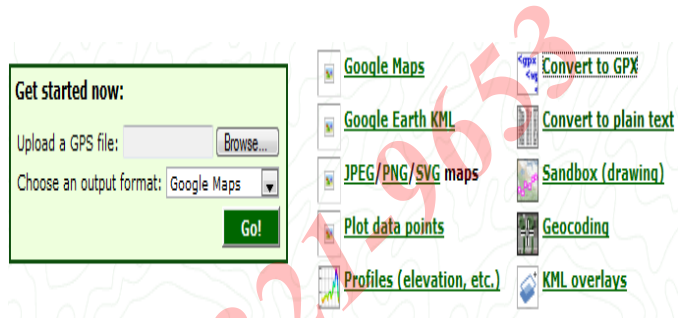 Get started now:
Upload a GPS file: Browse...
Choose an output format: Google Maps
Go!
Google Maps
Google Earth KML
JPEG/PNG/SVG maps
Plot data points
Profiles (elevation, etc.)
Convert to GPX
Convert to plain text
Sandbox (drawing)
Geocoding
KML overlays
21-9653